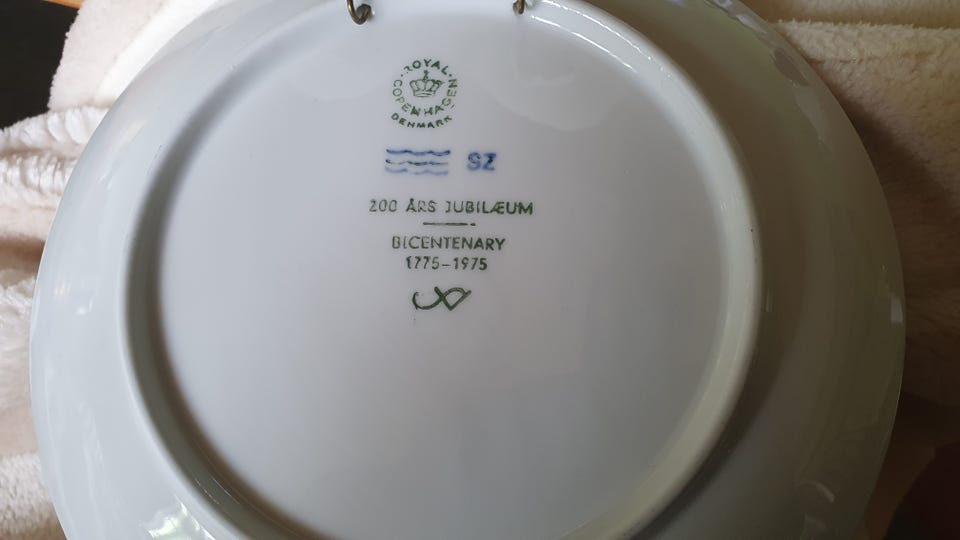 ROYAL COPENHAGEN
DENMARK
SZ
200 ÅRS JUBILÆUM
BICENTENARY
1775-1975